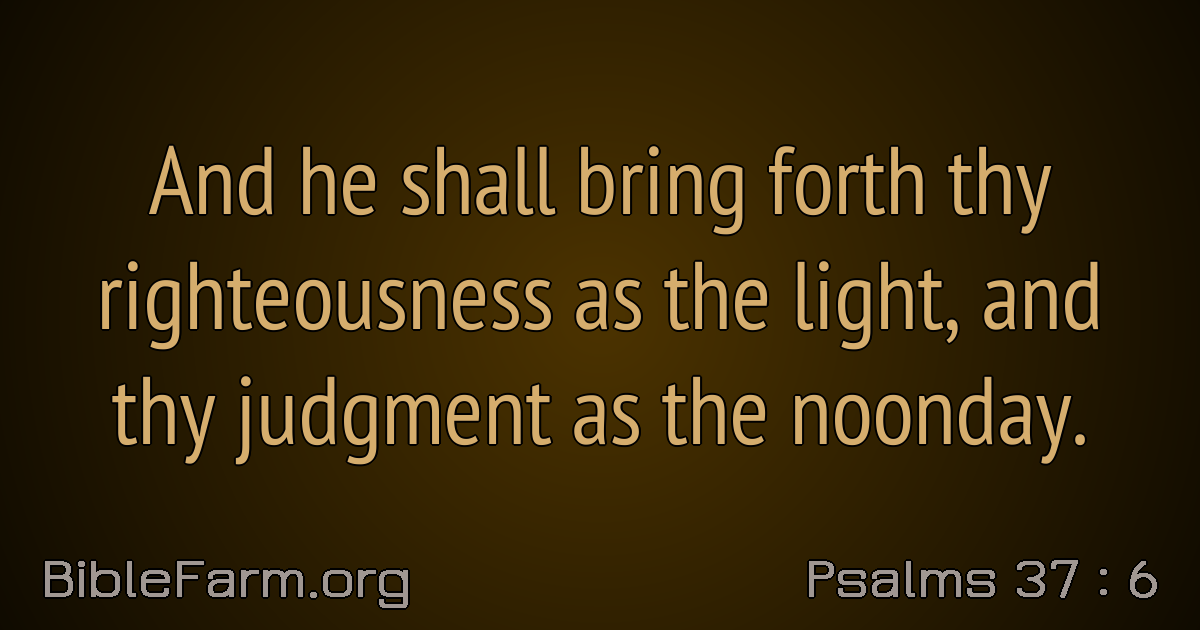 And he shall bring forth thy
righteousness as the light, and
thy judgment as the noonday.
BibleFarm.org
Psalms 37 : 6